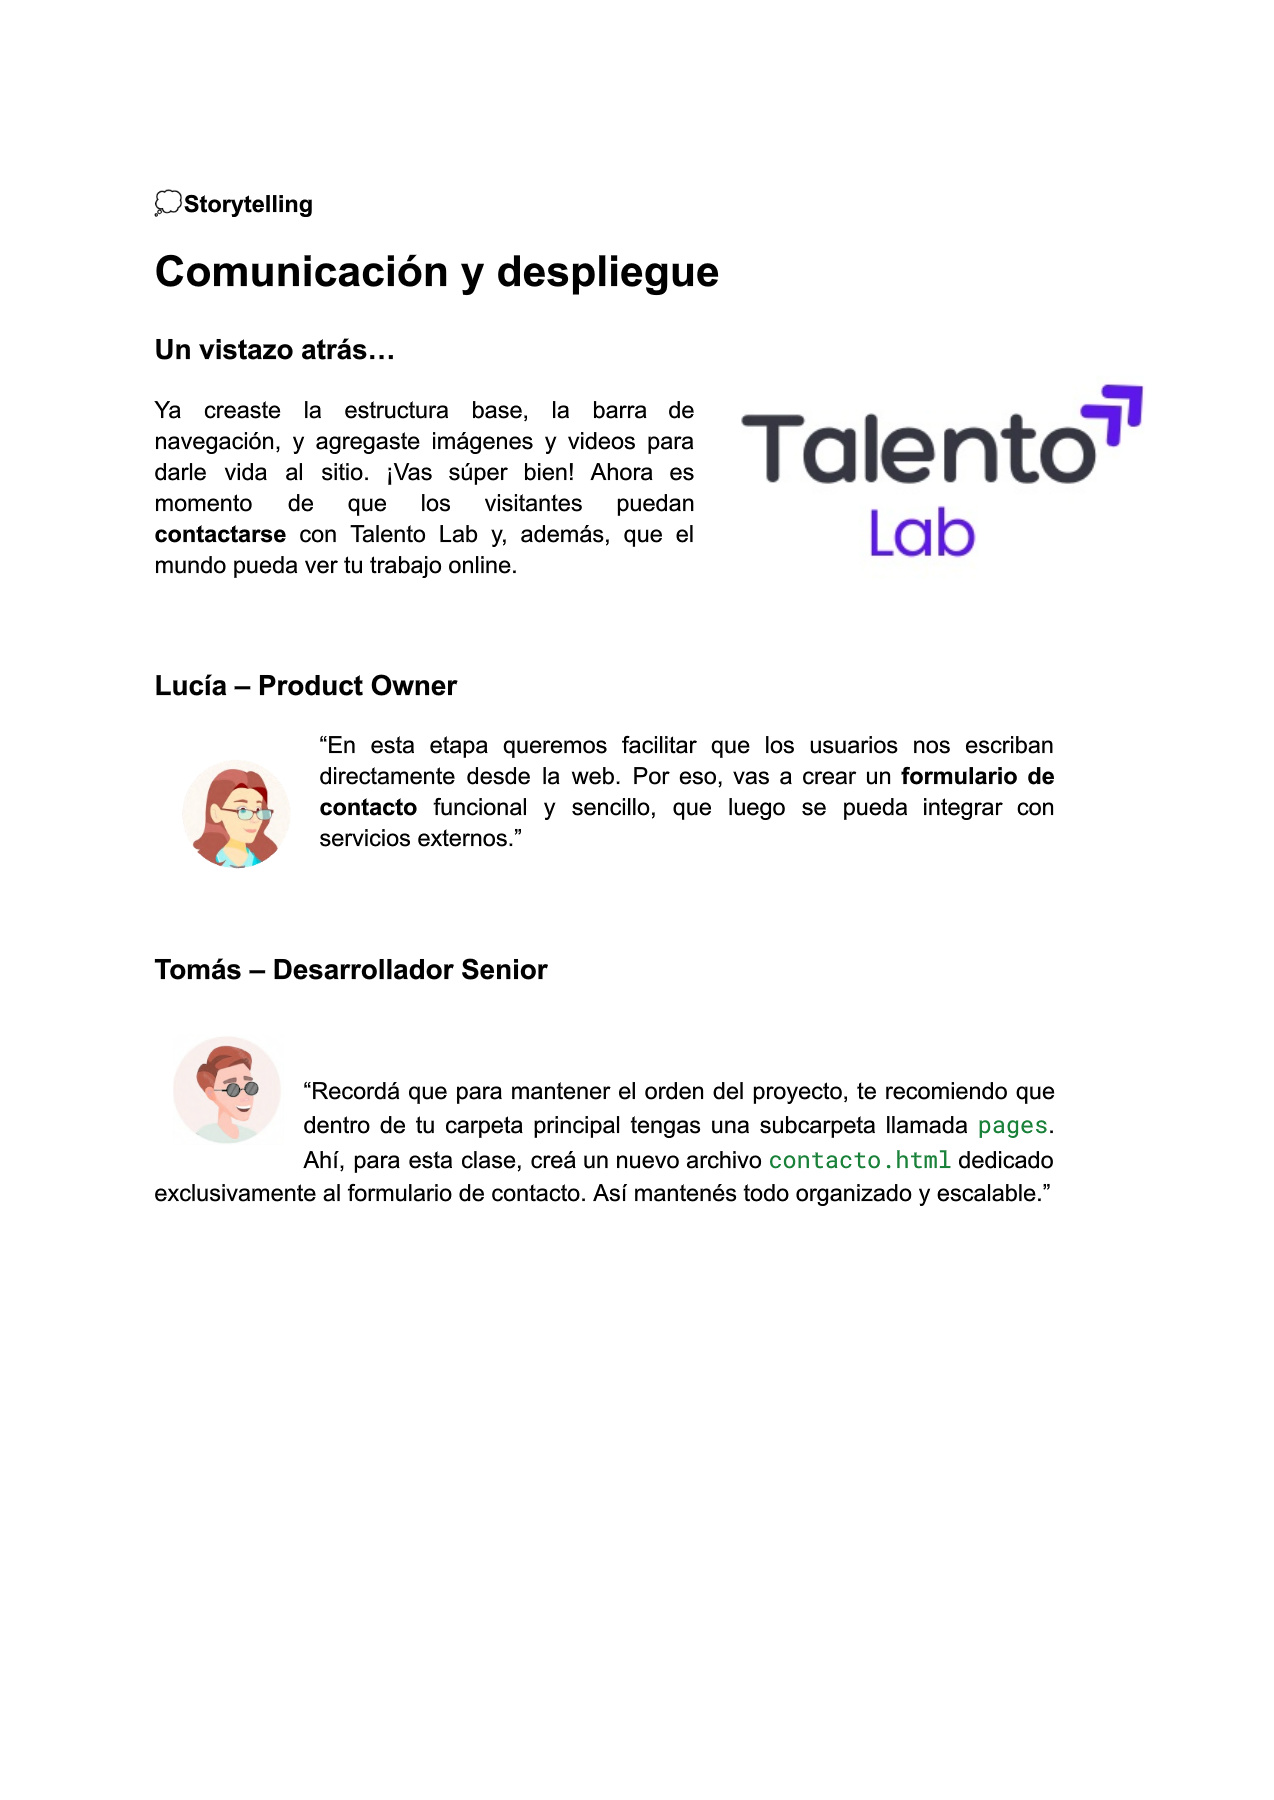 💭Storytelling
Comunicación y despliegue
Un vistazo atrás…
Ya creaste la estructura base, la barra de
navegación, y agregaste imágenes y videos para
darle vida al sitio. ¡Vas súper bien! Ahora es
momento de que los visitantes puedan
contactarse con Talento Lab y, además, que el
mundo pueda ver tu trabajo online.
Talento
Lab
Lucía – Product Owner
“En esta etapa queremos facilitar que los usuarios nos escriban
directamente desde la web. Por eso, vas a crear un formulario de
contacto funcional y sencillo, que luego se pueda integrar con
servicios externos.”
Tomás – Desarrollador Senior
“Recordá que para mantener el orden del proyecto, te recomiendo que
dentro de tu carpeta principal tengas una subcarpeta llamada pages.
Ahí, para esta clase, creá un nuevo archivo contacto.html dedicado
exclusivamente al formulario de contacto. Así mantenés todo organizado y escalable.”